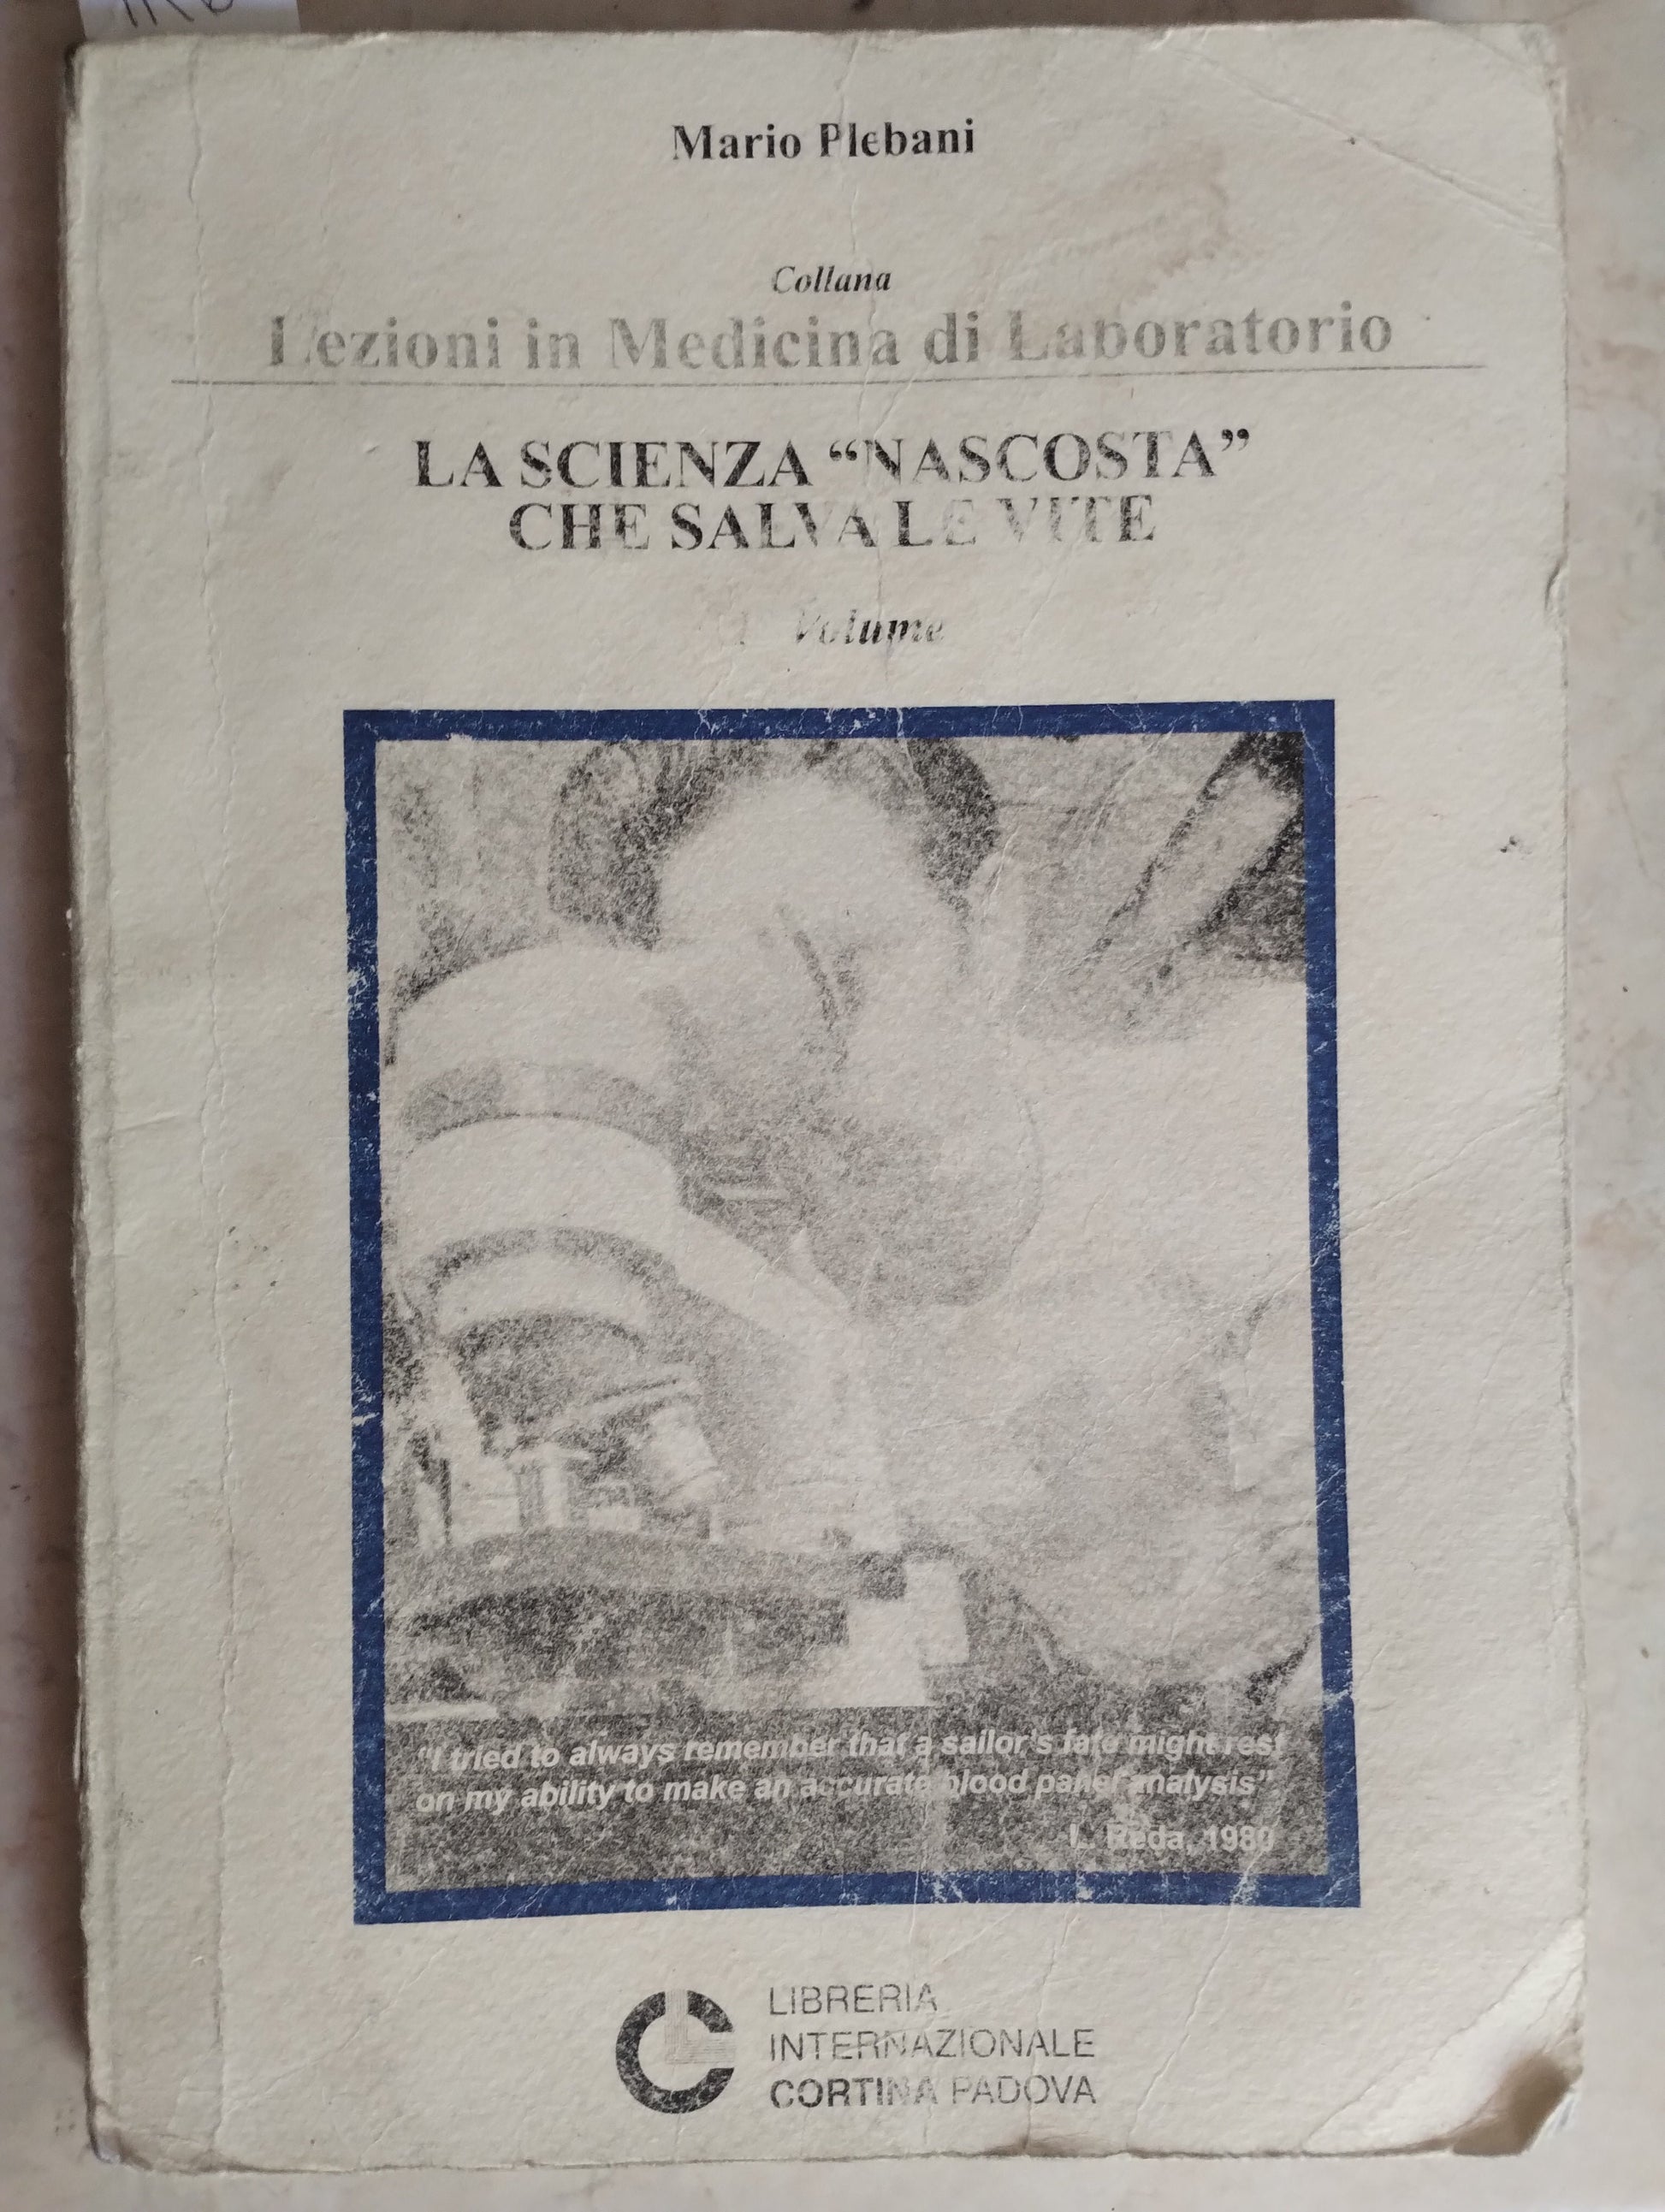 Mario Plebani
Collana
Lezioni in Medicina di Laboratorio
LA SCIENZA “NASCOSTA”
CHE SALVA LE VITE
Volume
“I tried to always remember that a sailor's fate might rest
on my ability to make an accurate blood panel analysis”
L. Reda, 1980
LIBRERIA
INTERNAZIONALE
CORTINA PADOVA